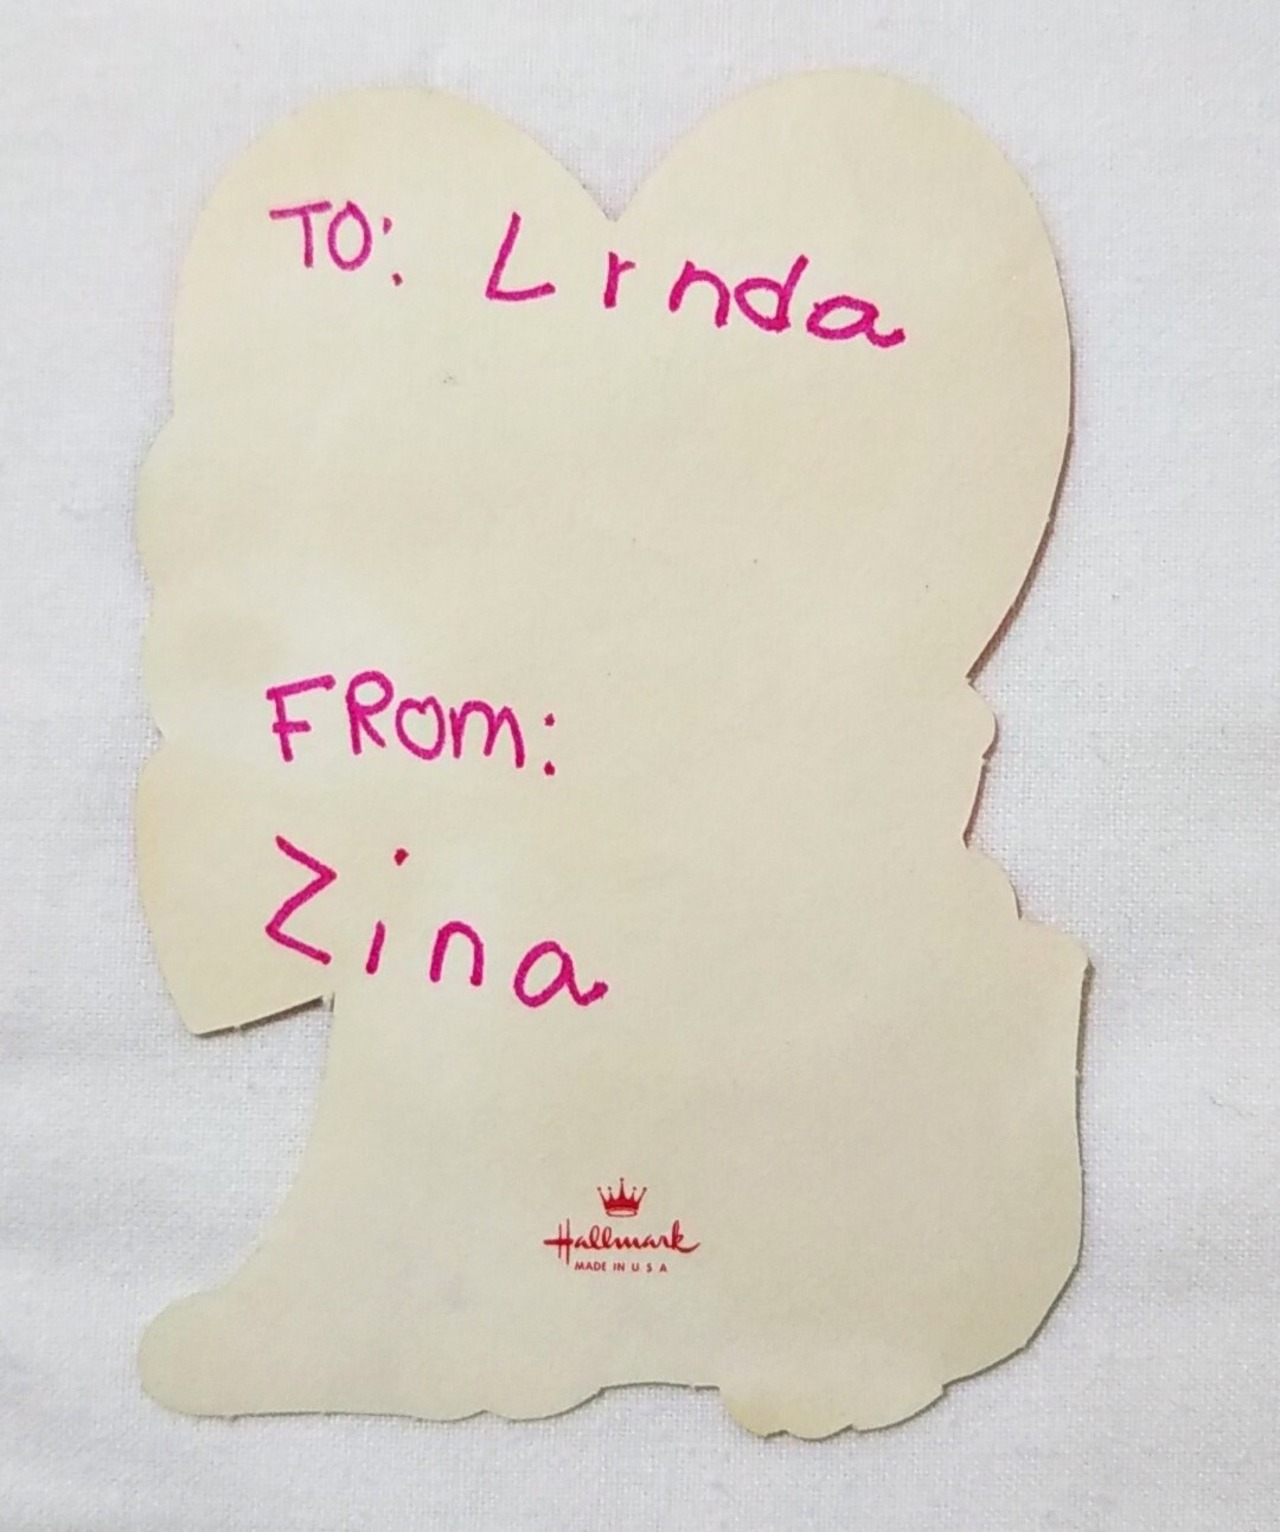 TO: Linda
FROM:
Zina
Hallmark
MADE IN U S A